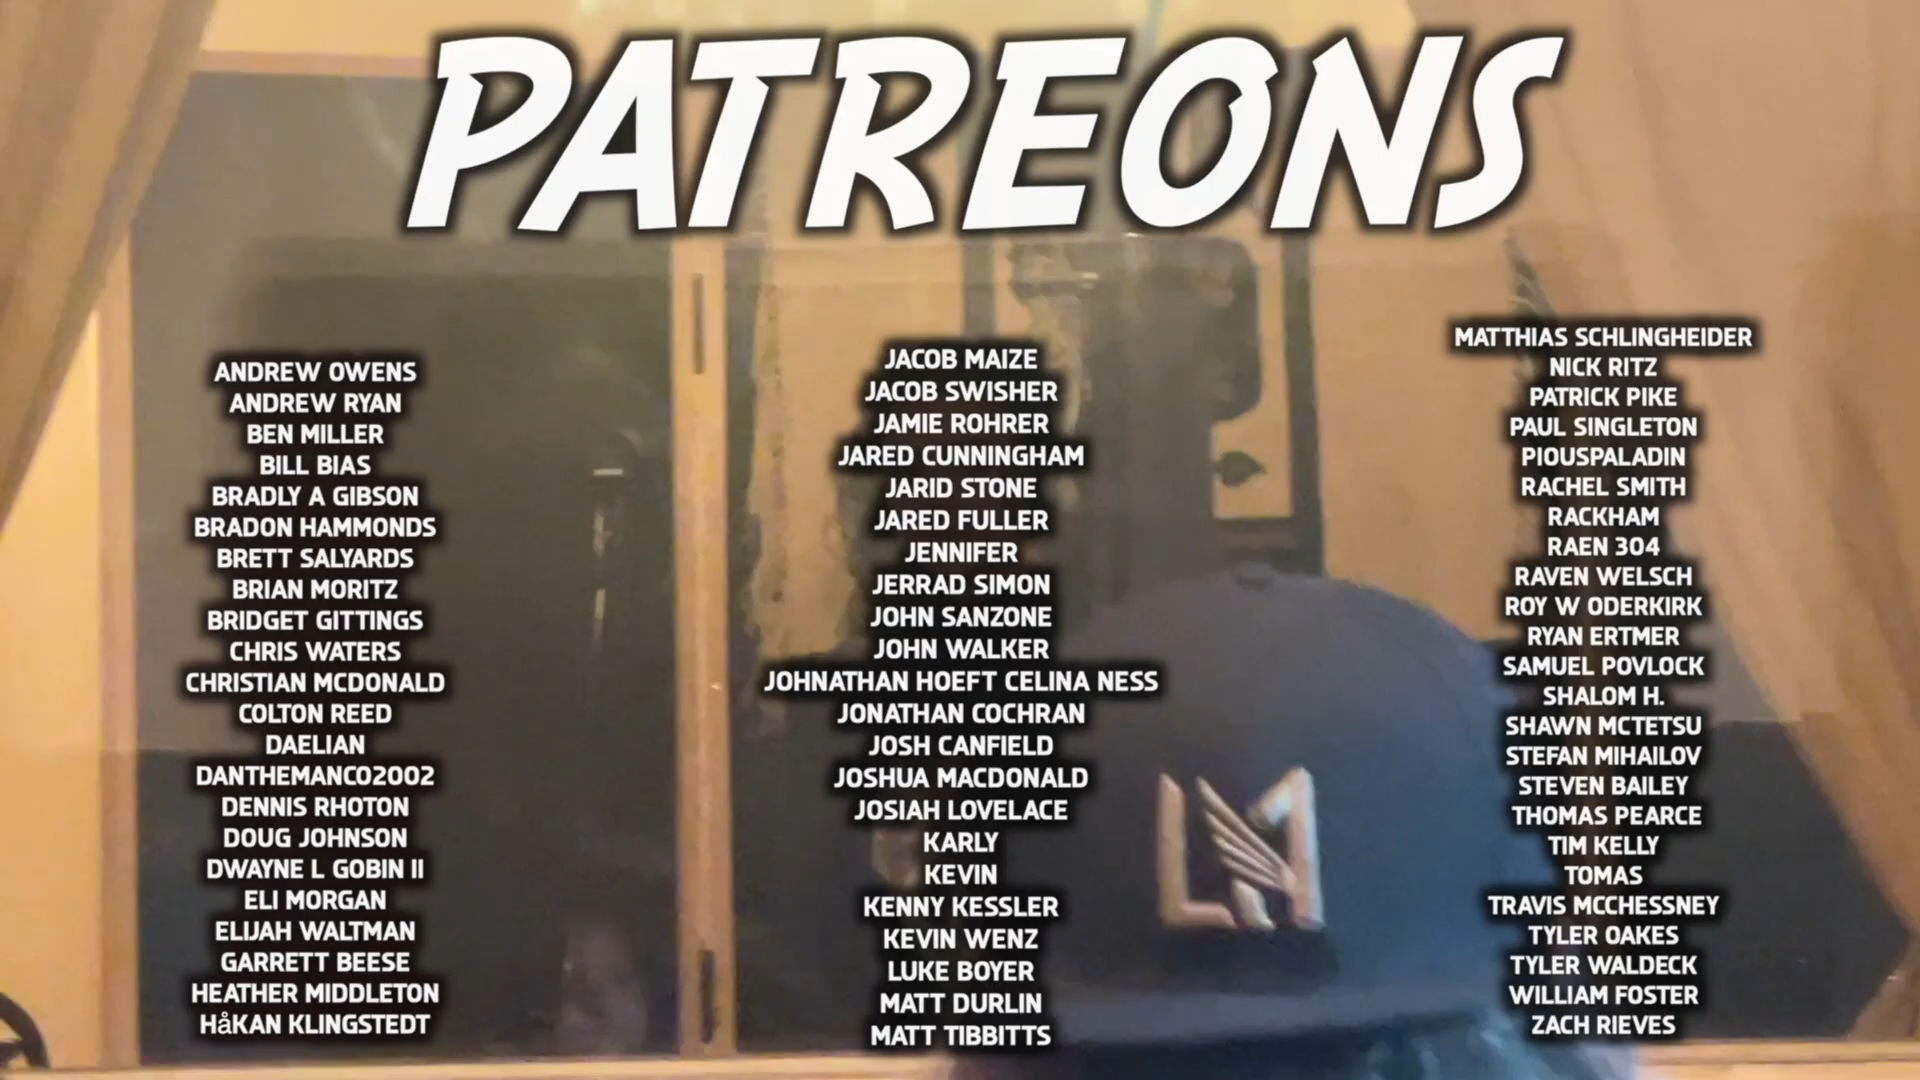 PATREONS
ANDREW OWENS
ANDREW RYAN
BEN MILLER
BILL BIAS
BRADLY A GIBSON
BRADON HAMMONDS
BRETT SALYARDS
BRIAN MORITZ
BRIDGET GITTINGS
CHRIS WATERS
CHRISTIAN MCDONALD
COLTON REED
DAELIAN
DANTHEMANCO2002
DENNIS RHOTON
DOUG JOHNSON
DWAYNE L GOBIN II
ELI MORGAN
ELIJAH WALTMAN
GARRETT BEESE
HEATHER MIDDLETON
HåKAN KLINGSTEDT
JACOB MAIZE
JACOB SWISHER
JAMIE ROHRER
JARED CUNNINGHAM
JARID STONE
JARED FULLER
JENNIFER
JERRAD SIMON
JOHN SANZONE
JOHN WALKER
JOHNATHAN HOEFT CELINA NESS
JONATHAN COCHRAN
JOSH CANFIELD
JOSHUA MACDONALD
JOSIAH LOVELACE
KARLY
KEVIN
KENNY KESSLER
KEVIN WENZ
LUKE BOYER
MATT DURLIN
MATT TIBBITTS
MATTHIAS SCHLINGHEIDER
NICK RITZ
PATRICK PIKE
PAUL SINGLETON
PIOUSPALADIN
RACHEL SMITH
RACKHAM
RAEN 304
RAVEN WELSCH
ROY W ODERKIRK
RYAN ERTMER
SAMUEL POVLOCK
SHALOM H.
SHAWN MCTETSU
STEFAN MIHAILOV
STEVEN BAILEY
THOMAS PEARCE
TIM KELLY
TOMAS
TRAVIS MCCHESSNEY
TYLER OAKES
TYLER WALDECK
WILLIAM FOSTER
ZACH RIEVES